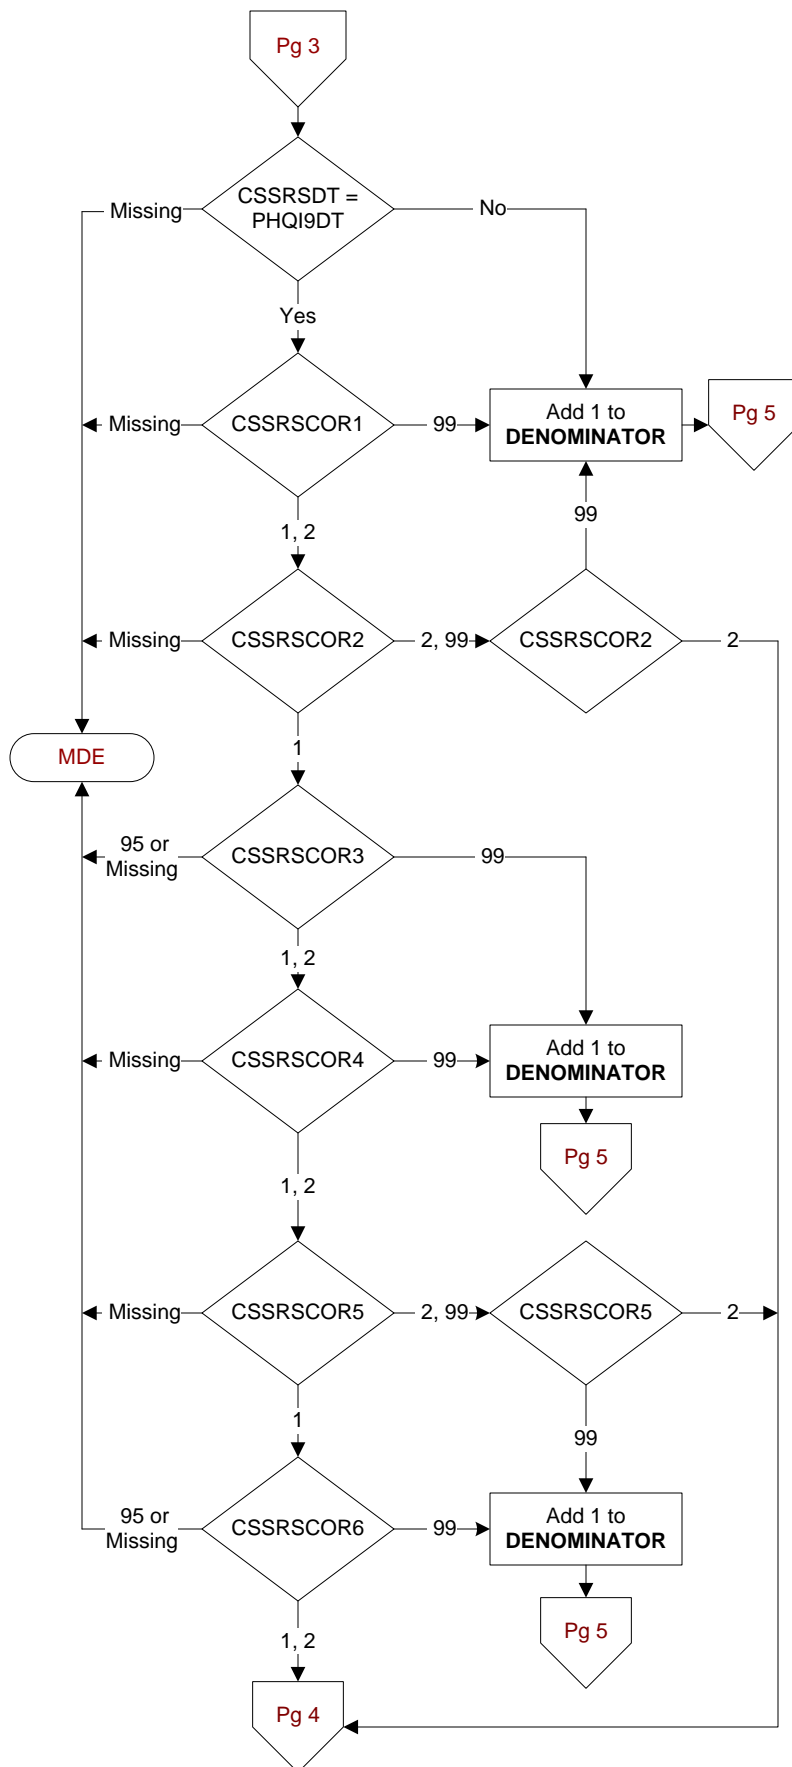 Pg 3
CSSRSDT =
PHQI9DT
Missing
No
Yes
CSSRSCOR1
Missing
99
Add 1 to
DENOMINATOR
Pg 5
1, 2
99
CSSRSCOR2
Missing
2, 99
CSSRSCOR2
2
1
MDE
CSSRSCOR3
95 or
Missing
99
1, 2
CSSRSCOR4
Missing
99
Add 1 to
DENOMINATOR
Pg 5
1, 2
CSSRSCOR5
Missing
2, 99
CSSRSCOR5
2
1
99
CSSRSCOR6
95 or
Missing
99
Add 1 to
DENOMINATOR
Pg 5
1, 2
Pg 4